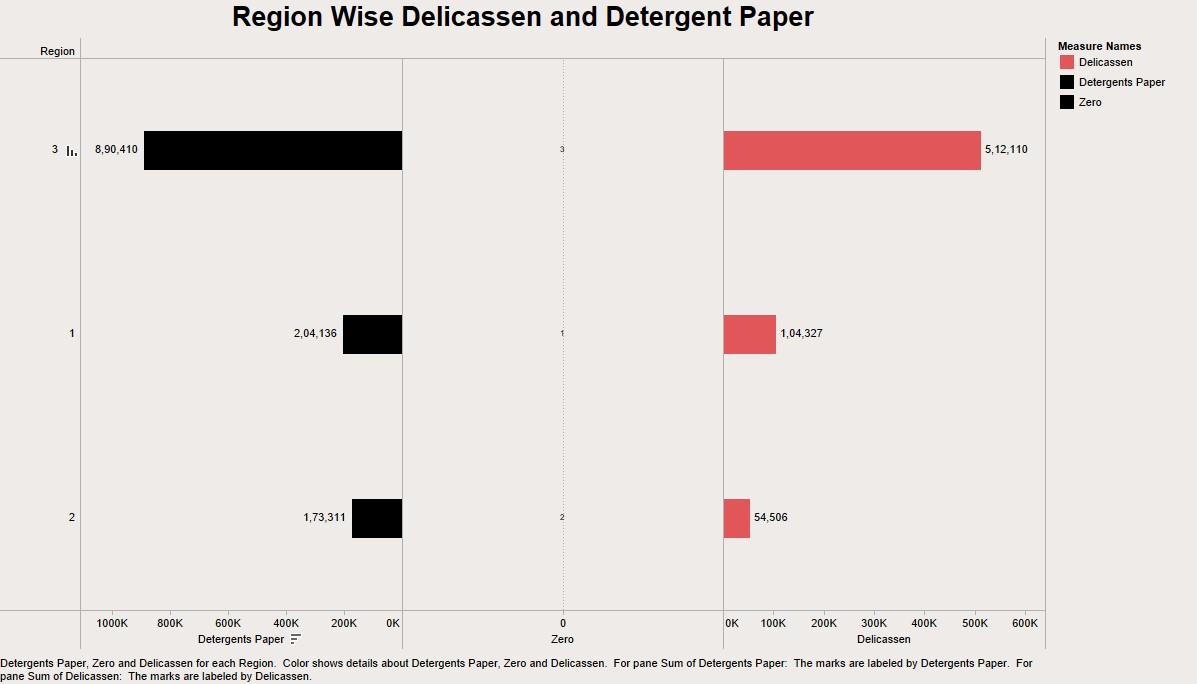 Region Wise Delicassen and Detergent Paper
Region
Measure Names
Delicassen
Detergents Paper
Zero
3 8,90,410 3 5,12,110
1 2,04,136 1 1,04,327
2 1,73,311 2 54,506
1000K 800K 600K 400K 200K 0K 0 0K 100K 200K 300K 400K 500K 600K
Detergents Paper Zero Delicassen
Detergents Paper, Zero and Delicassen for each Region.  Color shows details about Detergents Paper, Zero and Delicassen.  For pane Sum of Detergents Paper:  The marks are labeled by Detergents Paper.  For
pane Sum of Delicassen:  The marks are labeled by Delicassen.